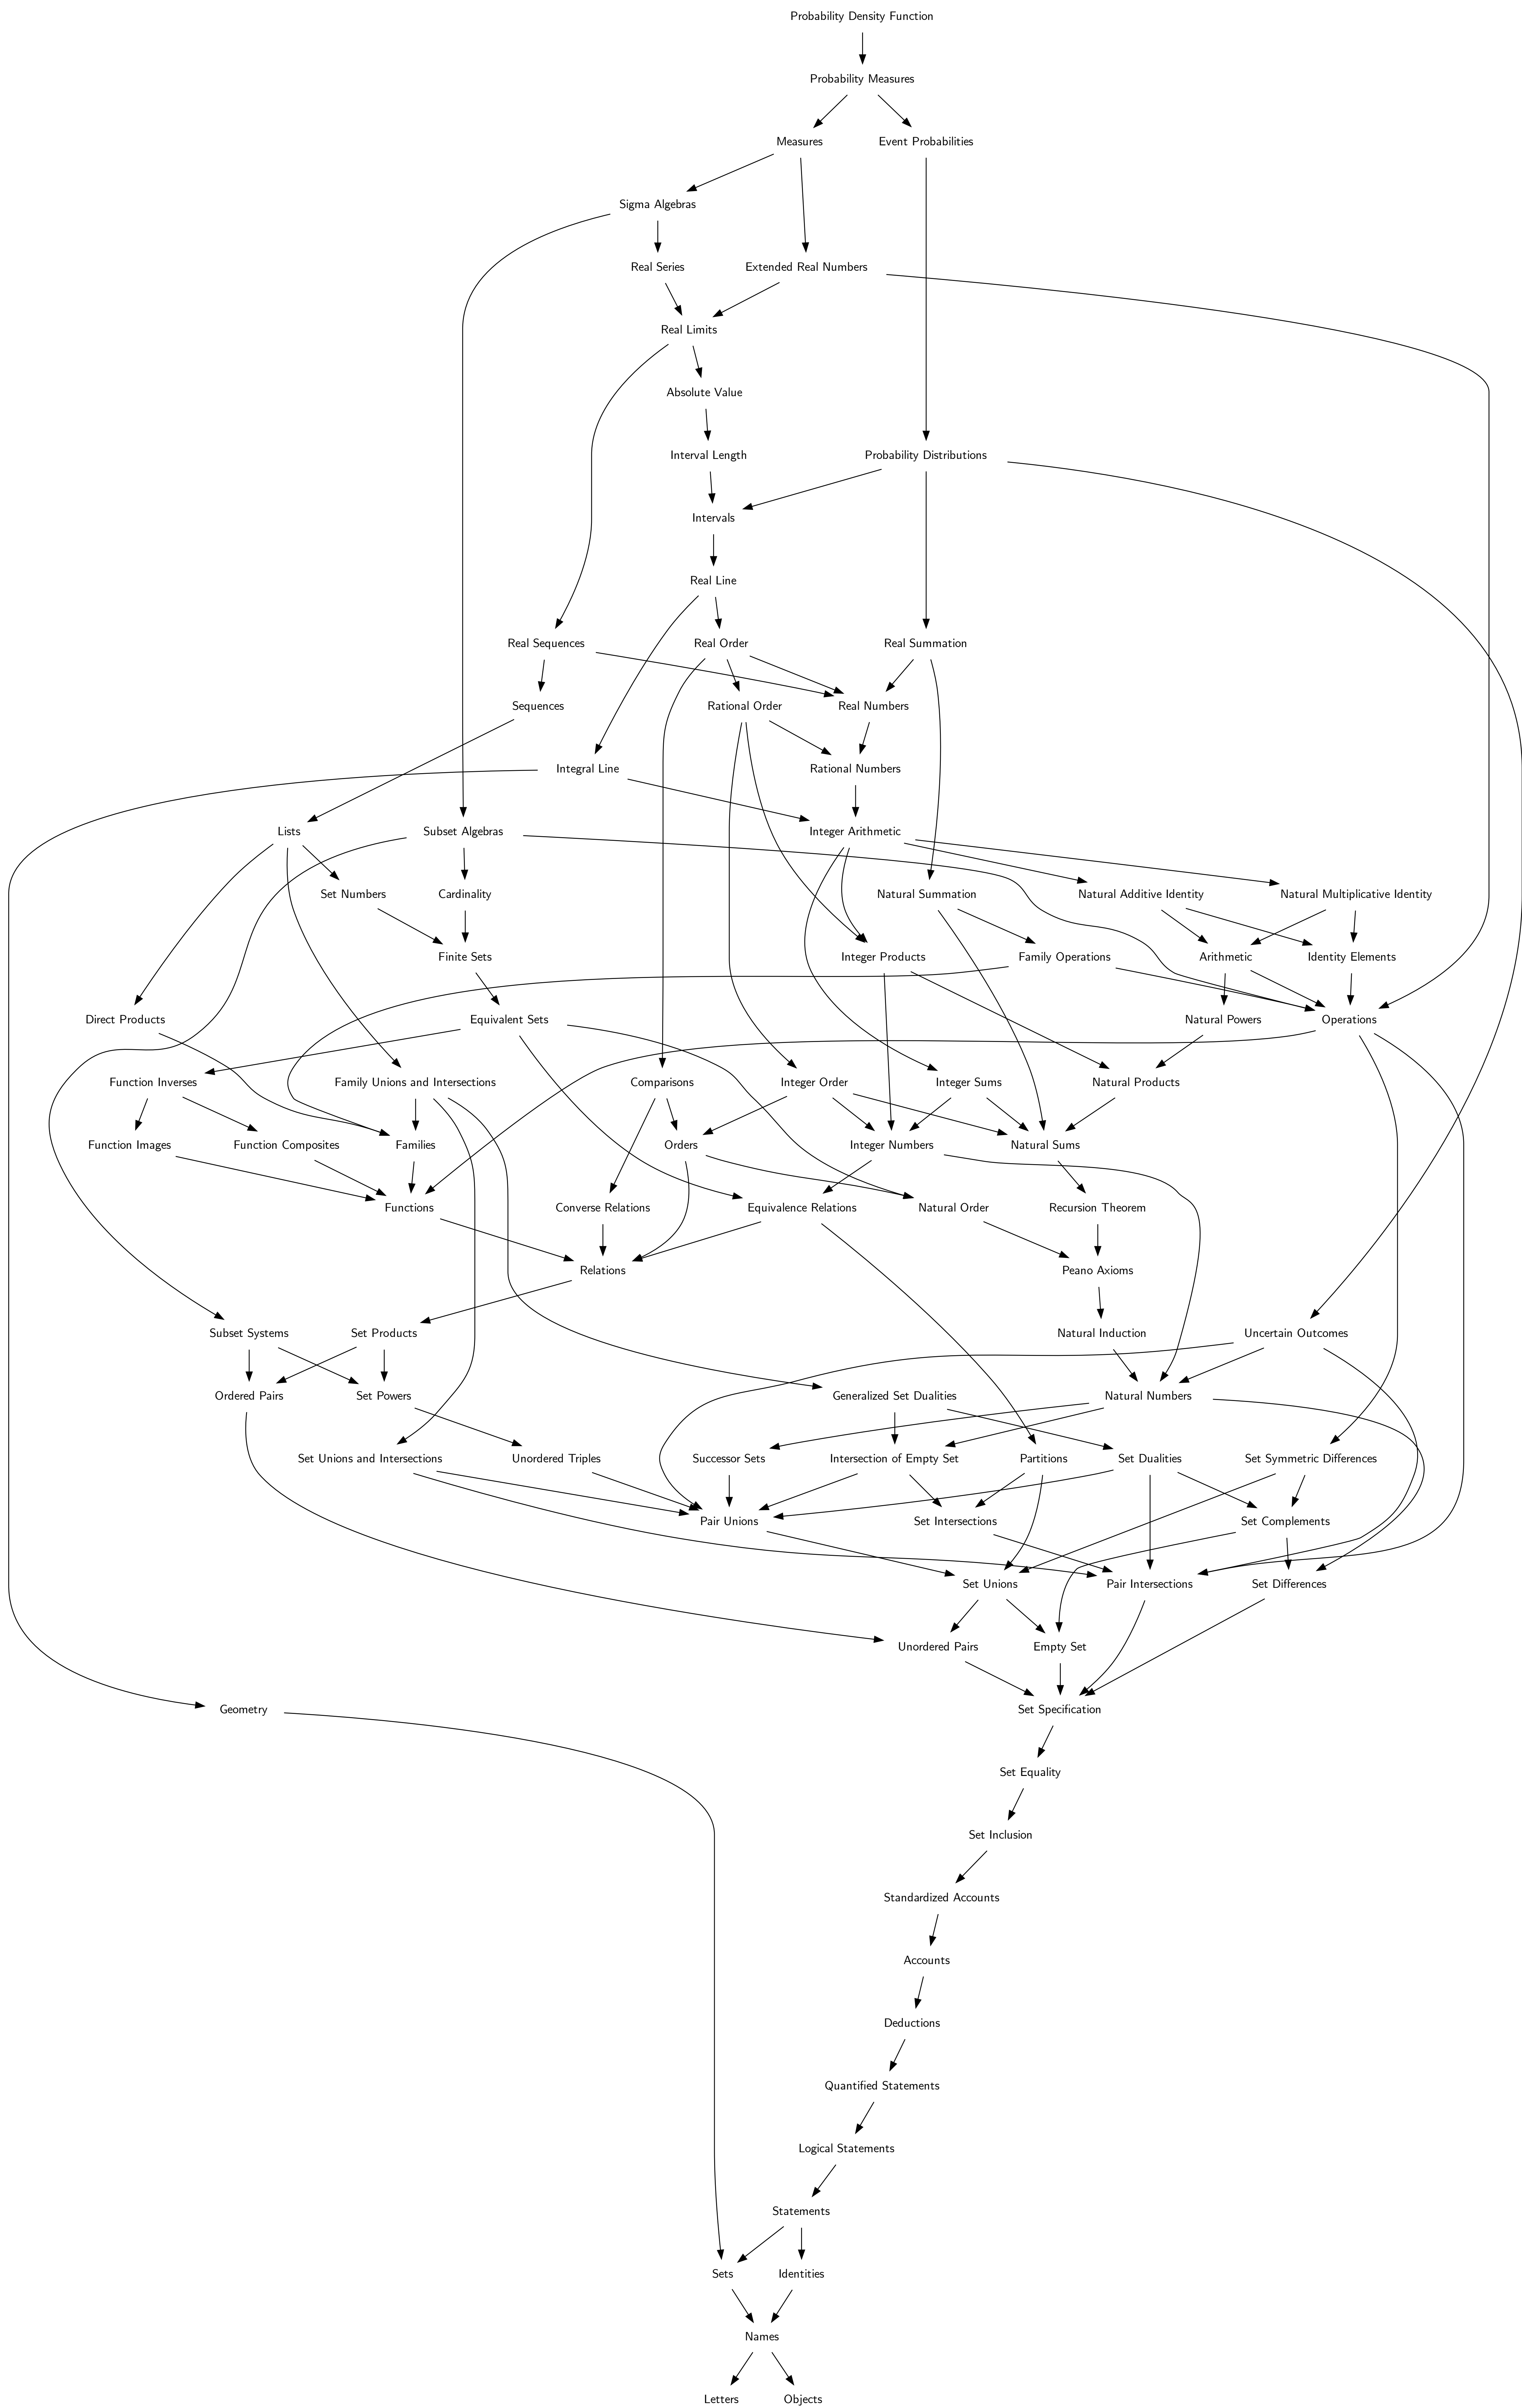 Probability Density Function
Probability Measures
Measures
Event Probabilities
Sigma Algebras
Real Series
Extended Real Numbers
Real Limits
Absolute Value
Interval Length
Probability Distributions
Intervals
Real Line
Real Sequences
Real Order
Real Summation
Sequences
Rational Order
Real Numbers
Integral Line
Rational Numbers
Lists
Subset Algebras
Integer Arithmetic
Set Numbers
Cardinality
Natural Summation
Natural Additive Identity
Natural Multiplicative Identity
Finite Sets
Integer Products
Family Operations
Arithmetic
Identity Elements
Direct Products
Equivalent Sets
Natural Powers
Operations
Function Inverses
Family Unions and Intersections
Comparisons
Integer Order
Integer Sums
Natural Products
Function Images
Function Composites
Families
Orders
Integer Numbers
Natural Sums
Functions
Converse Relations
Equivalence Relations
Natural Order
Recursion Theorem
Relations
Peano Axioms
Subset Systems
Set Products
Natural Induction
Uncertain Outcomes
Ordered Pairs
Set Powers
Generalized Set Dualities
Natural Numbers
Set Unions and Intersections
Unordered Triples
Successor Sets
Intersection of Empty Set
Partitions
Set Dualities
Set Symmetric Differences
Pair Unions
Set Intersections
Set Complements
Set Unions
Pair Intersections
Set Differences
Unordered Pairs
Empty Set
Geometry
Set Specification
Set Equality
Set Inclusion
Standardized Accounts
Accounts
Deductions
Quantified Statements
Logical Statements
Statements
Sets
Identities
Names
Letters
Objects